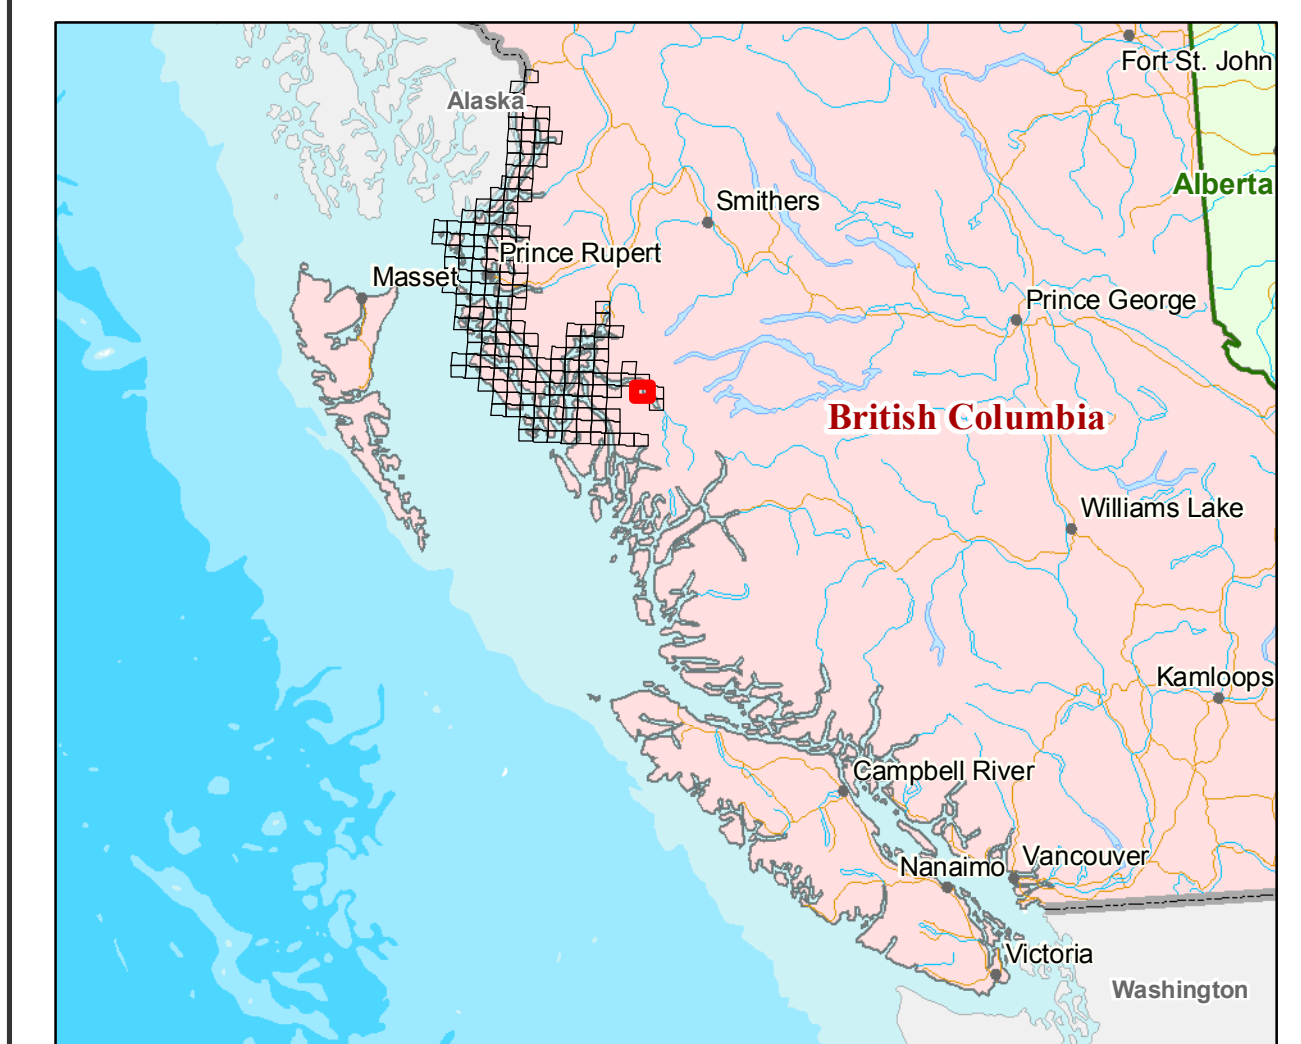 Fort St. John
Alaska
Alberta
Smithers
Prince Rupert
Masset
Prince George
British Columbia
Williams Lake
Kamloops
Campbell River
Vancouver
Nanaimo
Victoria
Washington